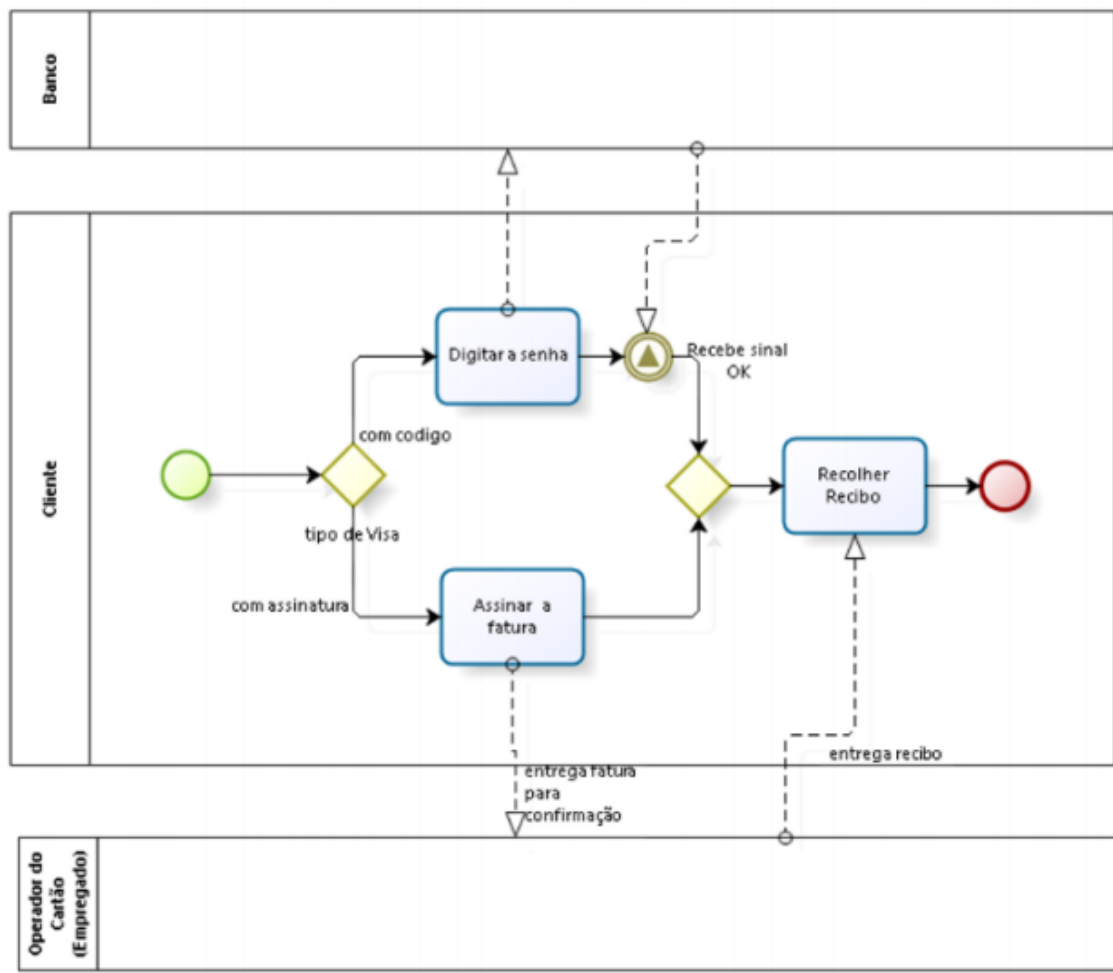 Banco
Cliente
Digitar a senha
Recebe sinal
OK
com codigo
tipo de Visa
com assinatura
Assinar a
fatura
Recolher
Recibo
entrega recibo
entrega fatura
para
confirmação
Operador do
Cartão
(Empregado)